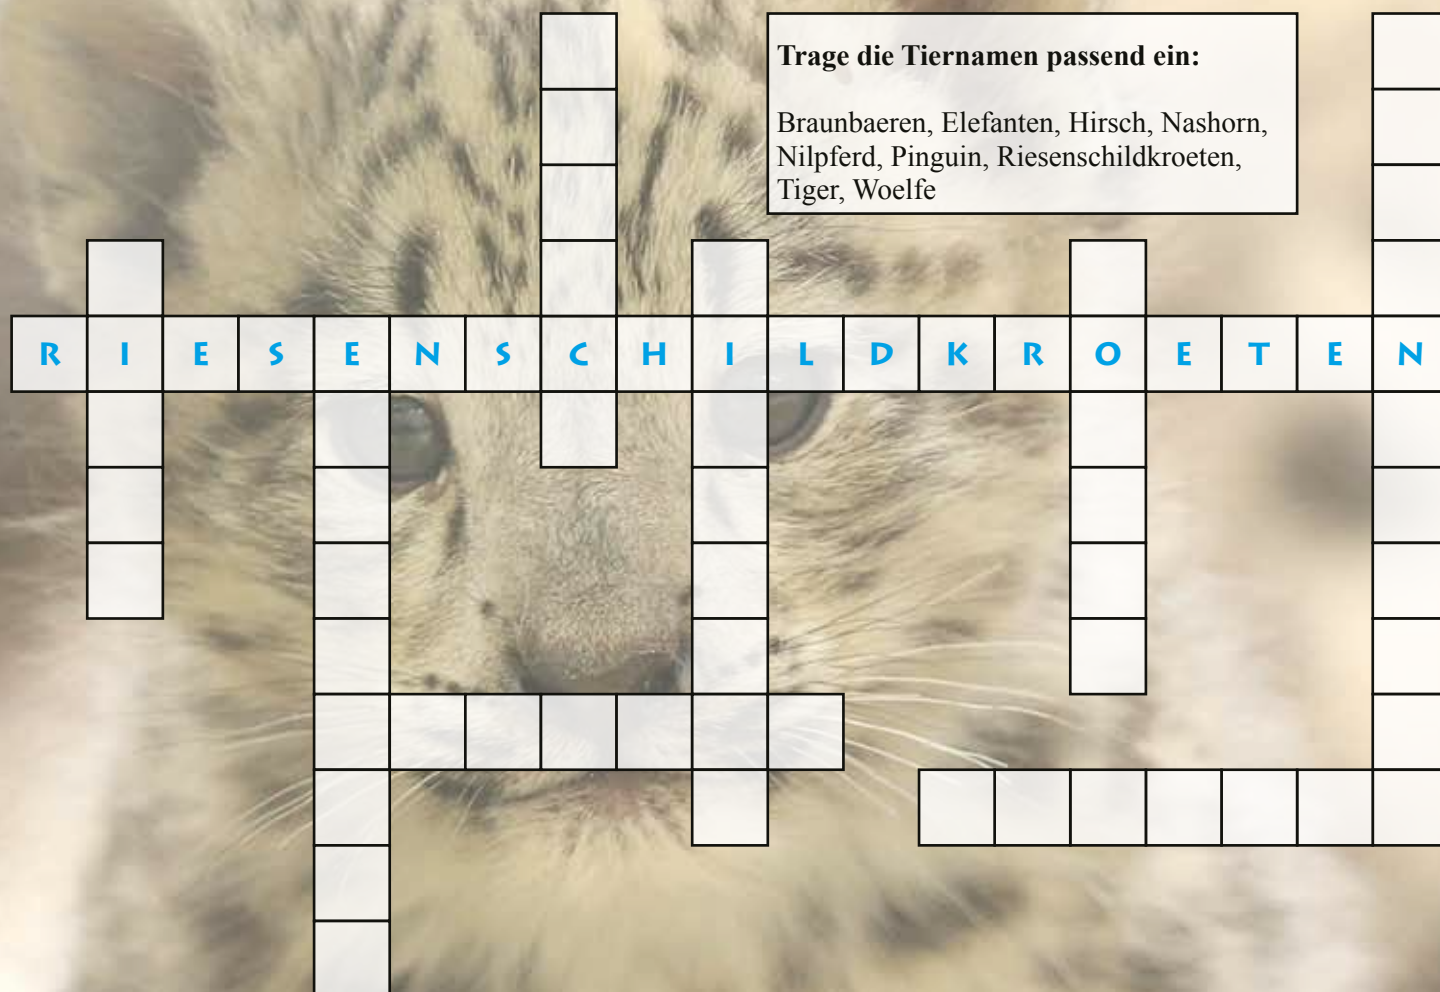 Trage die Tiernamen passend ein:
Braunbaeren, Elefanten, Hirsch, Nashorn,
Nilpferd, Pinguin, Riesenschildkroeten,
Tiger, Woelfe
RIESENSCHILDKROETEN